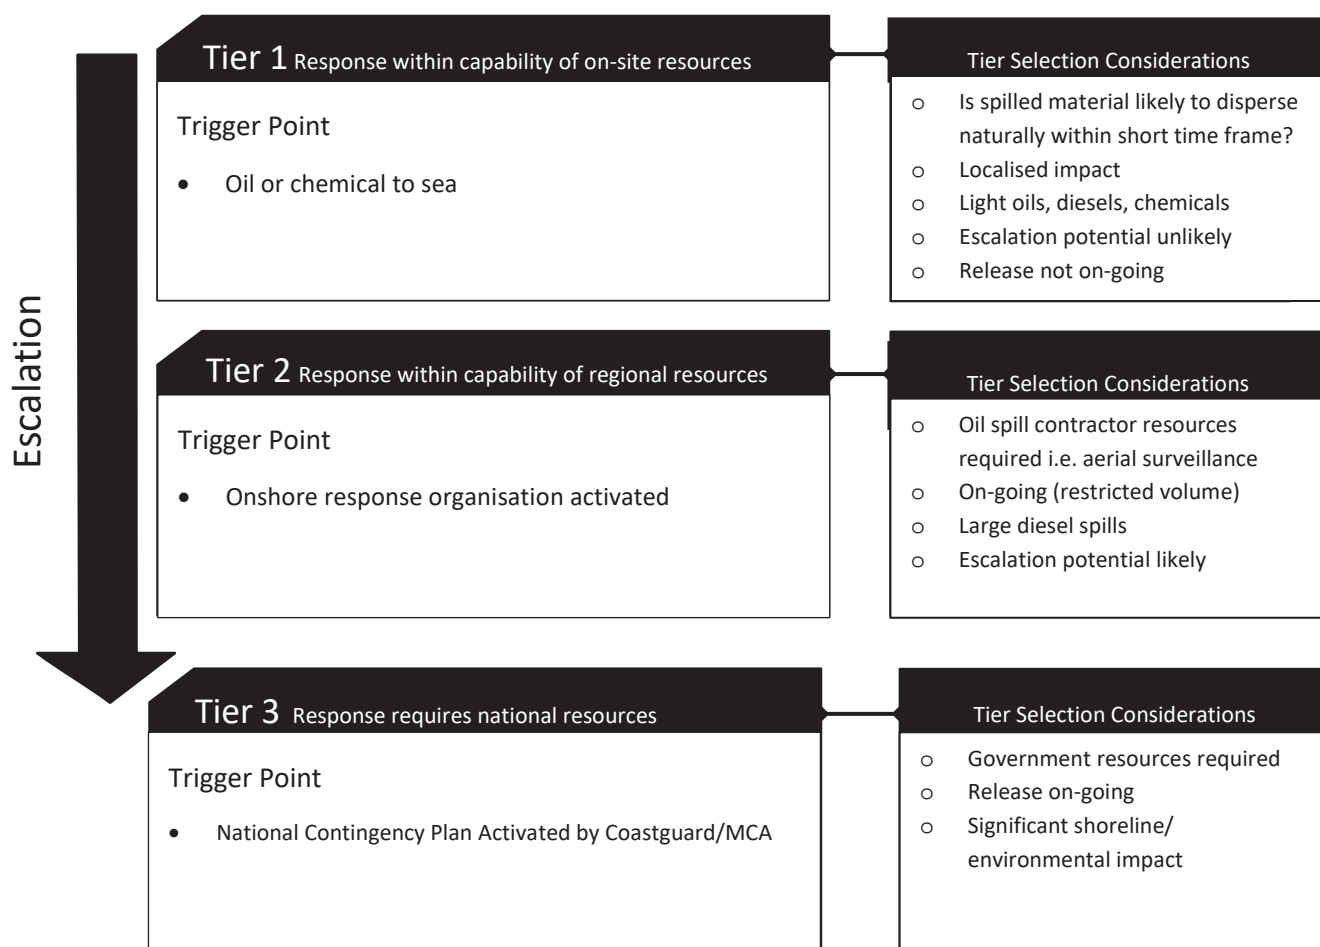 Escalation
Tier 1 Response within capability of on-site resources
Trigger Point
• Oil or chemical to sea
Tier Selection Considerations
o Is spilled material likely to disperse
naturally within short time frame?
o Localised impact
o Light oils, diesels, chemicals
o Escalation potential unlikely
o Release not on-going
Tier 2 Response within capability of regional resources
Trigger Point
• Onshore response organisation activated
Tier Selection Considerations
o Oil spill contractor resources
required i.e. aerial surveillance
o On-going (restricted volume)
o Large diesel spills
o Escalation potential likely
Tier 3 Response requires national resources
Trigger Point
• National Contingency Plan Activated by Coastguard/MCA
Tier Selection Considerations
o Government resources required
o Release on-going
o Significant shoreline/
environmental impact